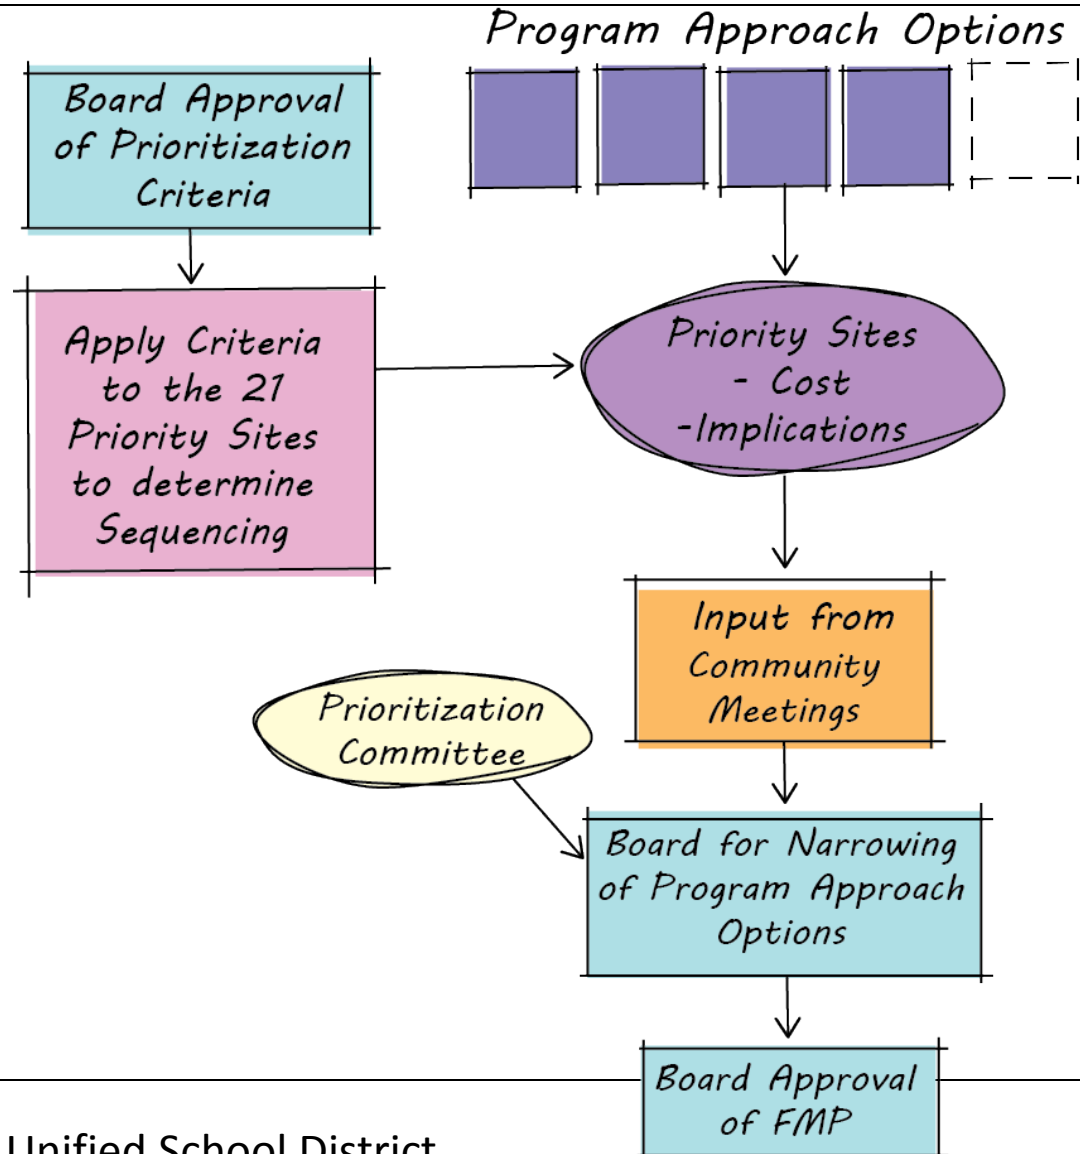 Program Approach Options
Board Approval
of Prioritization
Criteria
Apply Criteria
to the 21
Priority Sites
to determine
Sequencing
Priority Sites
- Cost
-Implications
Input from
Community
Meetings
Prioritization
Committee
Board for Narrowing
of Program Approach
Options
Board Approval
of FMP
Unified School District